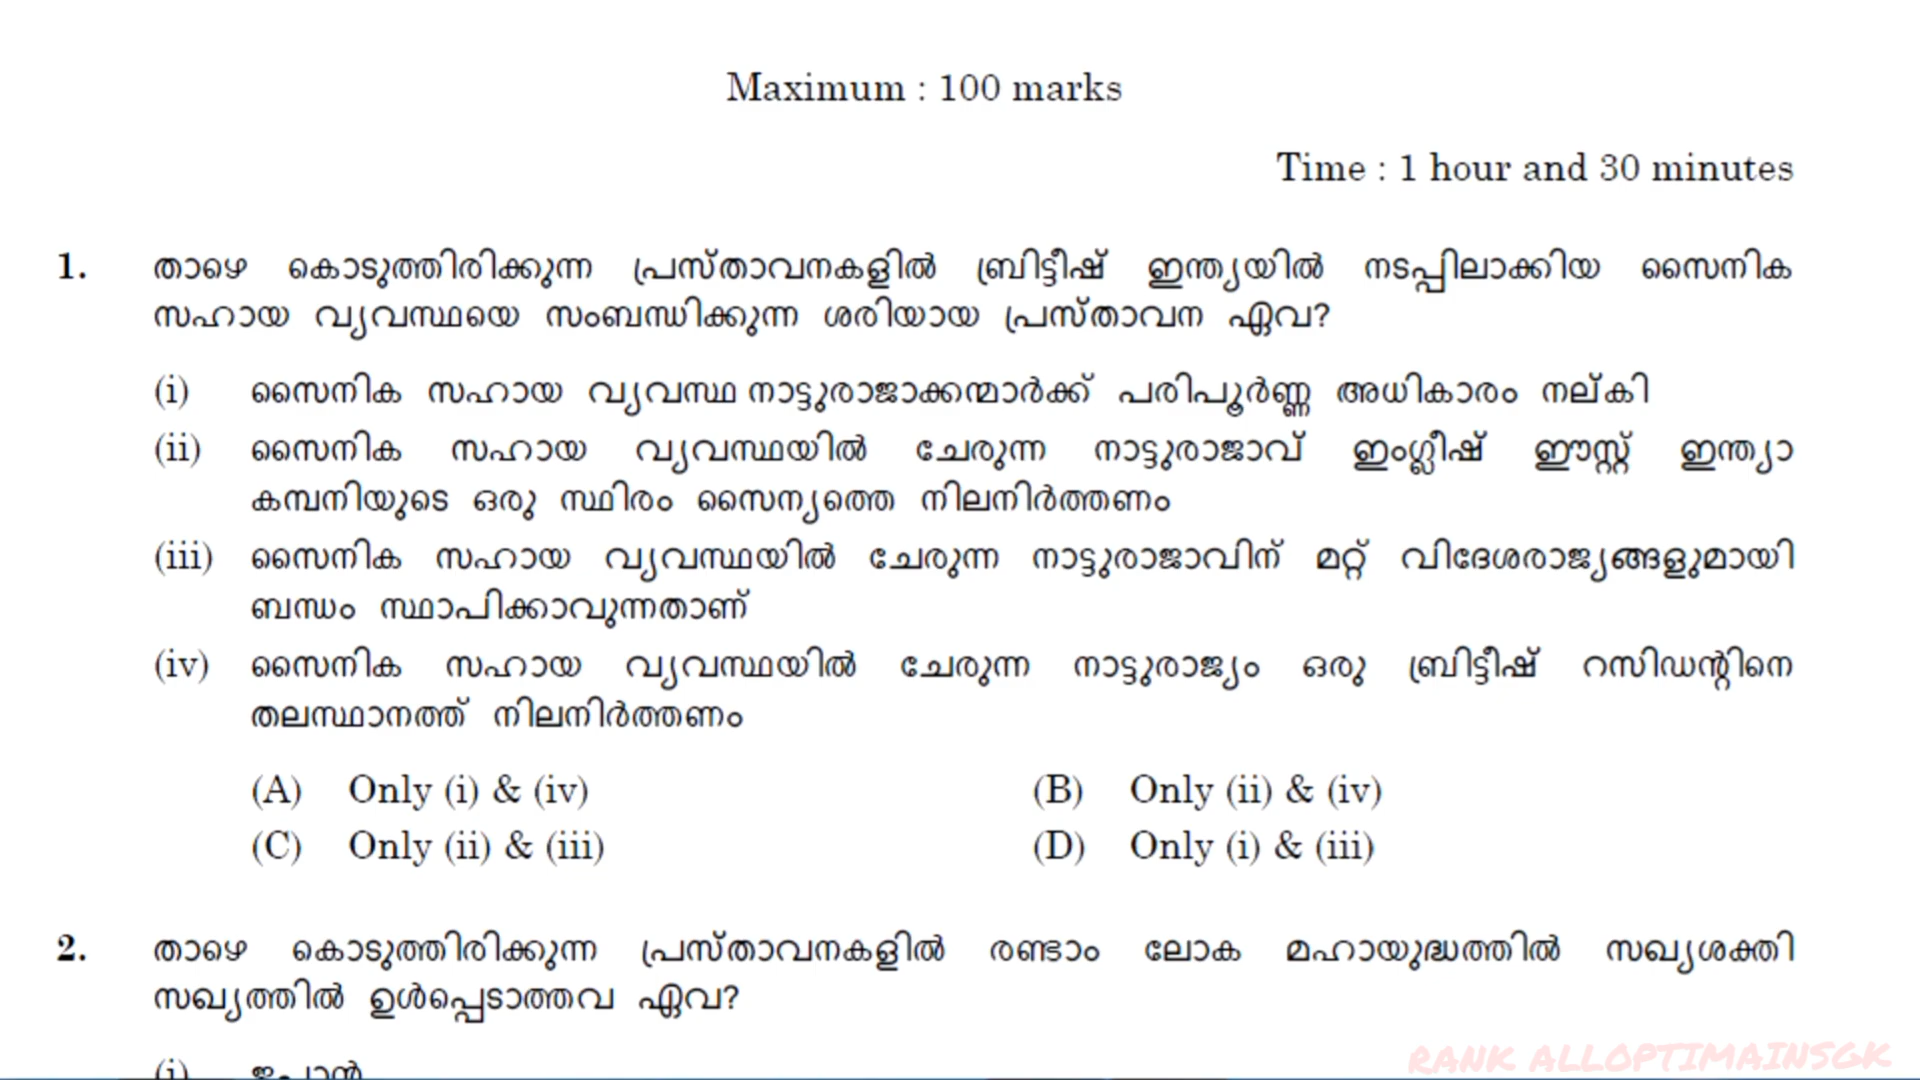 Maximum : 100 marks
Time : 1 hour and 30 minutes
1. താഴെ കൊടുത്തിരിക്കുന്ന പ്രസ്താവനകളിൽ ബ്രിട്ടീഷ് ഇന്ത്യയിൽ നടപ്പിലാക്കിയ സൈനിക
സഹായ വ്യവസ്ഥയെ സംബന്ധിക്കുന്ന ശരിയായ പ്രസ്താവന ഏവ?
(i) സൈനിക സഹായ വ്യവസ്ഥ നാട്ടുരാജാക്കന്മാർക്ക് പരിപൂർണ്ണ അധികാരം നല്കി
(ii) സൈനിക സഹായ വ്യവസ്ഥയിൽ ചേരുന്ന നാട്ടുരാജാവ് ഇംഗ്ലീഷ് ഈസ്റ്റ് ഇന്ത്യാ
കമ്പനിയുടെ ഒരു സ്ഥിരം സൈന്യത്തെ നിലനിർത്തണം
(iii) സൈനിക സഹായ വ്യവസ്ഥയിൽ ചേരുന്ന നാട്ടുരാജാവിന് മറ്റ് വിദേശരാജ്യങ്ങളുമായി
ബന്ധം സ്ഥാപിക്കാവുന്നതാണ്
(iv) സൈനിക സഹായ വ്യവസ്ഥയിൽ ചേരുന്ന നാട്ടുരാജ്യം ഒരു ബ്രിട്ടീഷ് റസിഡന്റിനെ
തലസ്ഥാനത്ത് നിലനിർത്തണം
(A) Only (i) & (iv) (B) Only (ii) & (iv)
(C) Only (ii) & (iii) (D) Only (i) & (iii)
2. താഴെ കൊടുത്തിരിക്കുന്ന പ്രസ്താവനകളിൽ രണ്ടാം ലോക മഹായുദ്ധത്തിൽ സഖ്യശക്തി
സഖ്യത്തിൽ ഉൾപ്പെടാത്തവ ഏവ?
(i) ജപ്പാൻ
RANK ALLOPTIMAINSGK